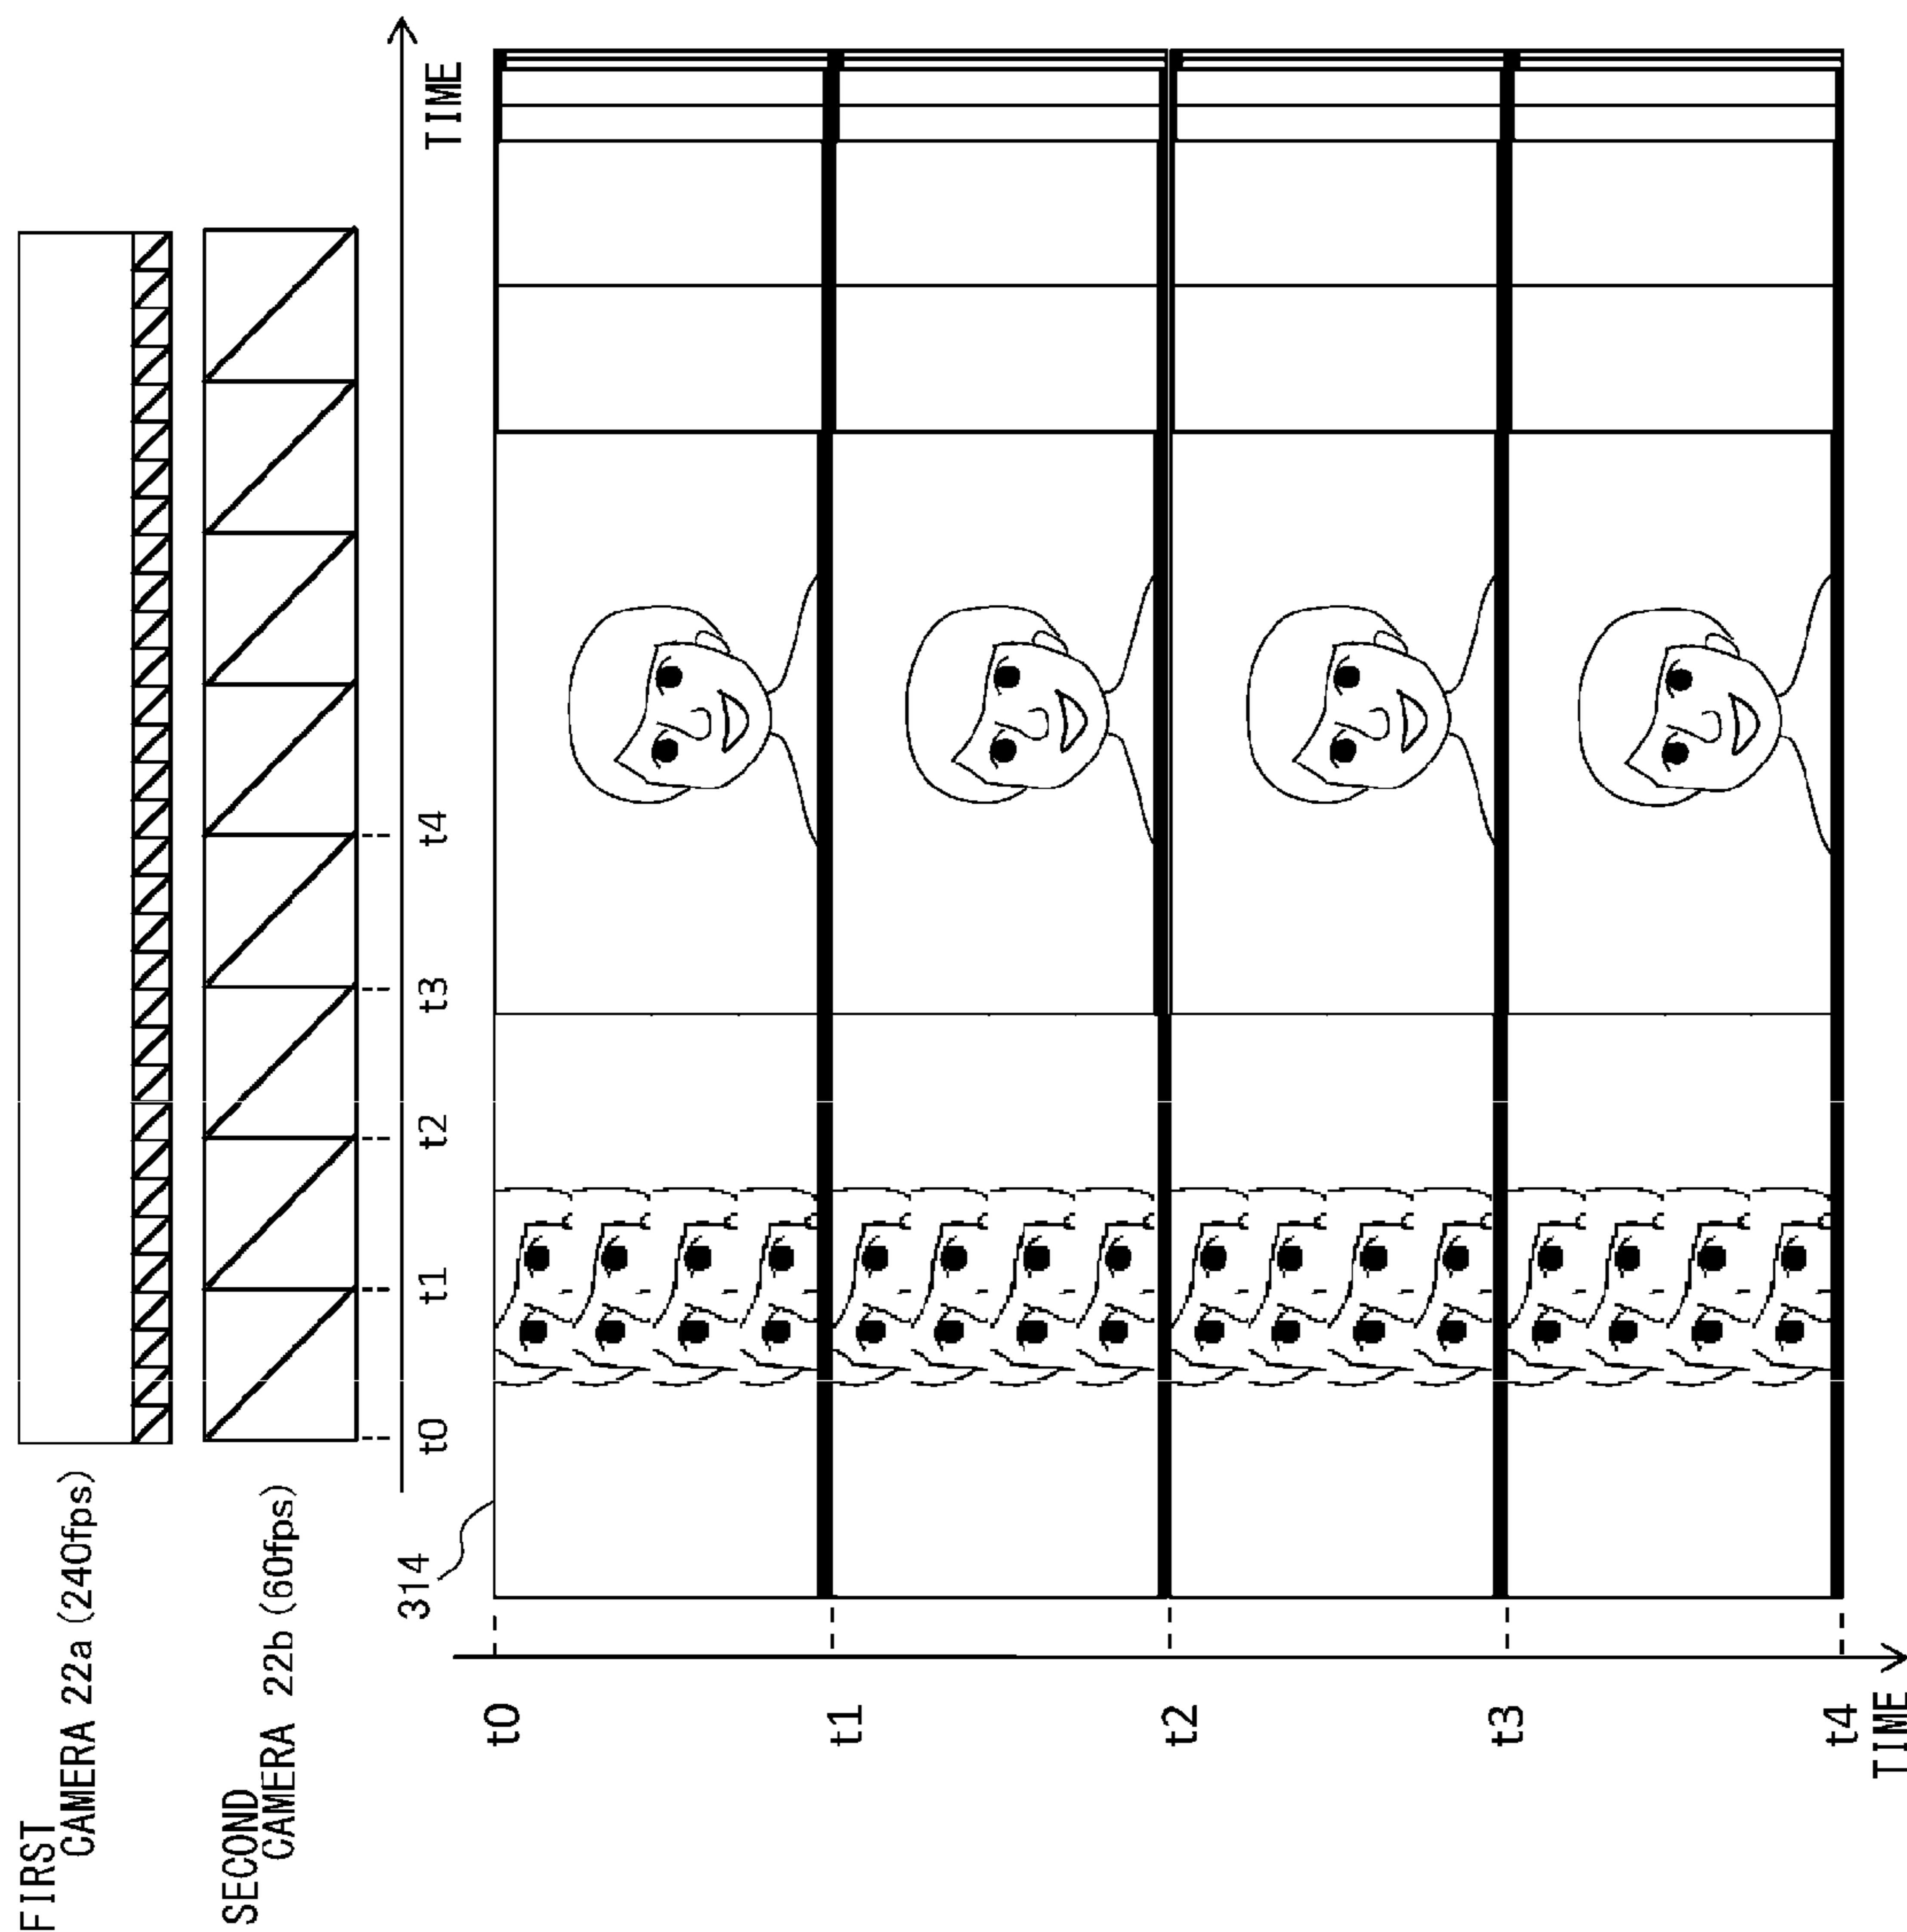 FIRST
CAMERA 22a (240fps)
SECOND
CAMERA 22b (60fps)
t0
t1
t2
t3
t4
TIME
314
t0
t1
t2
t3
t4
TIME